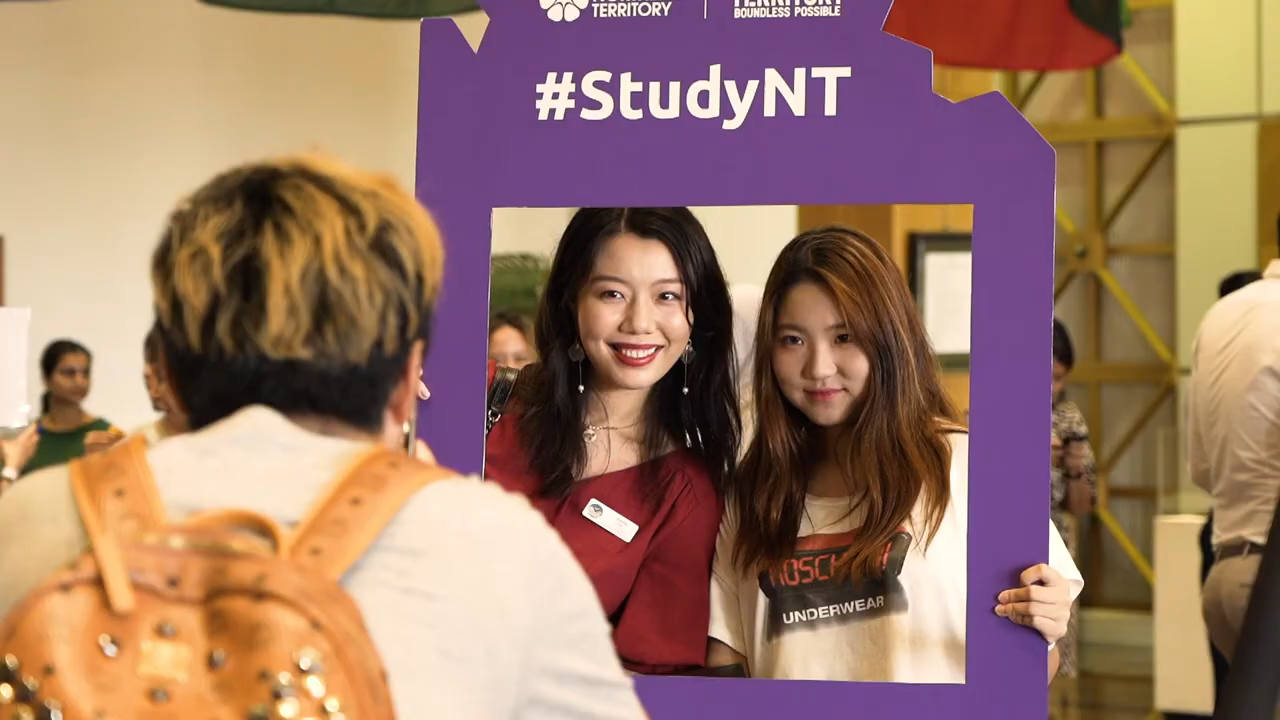 TERRITORY
TERRITORY
BOUNDLESS POSSIBLE
#StudyNT
UNDERWEAR